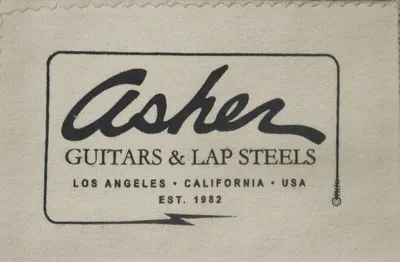 asher
GUITARS & LAP STEELS
LOS ANGELES • CALIFORNIA • USA
EST. 1982